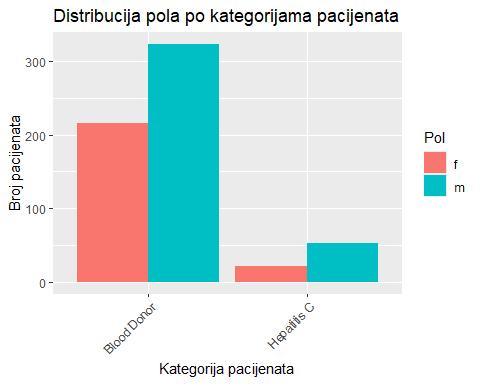 Distribucija pola po kategorijama pacijenata
Broj pacijenata
300
200
100
0
Blood Donor
Hepatitis C
Kategorija pacijenata
Pol
f
m